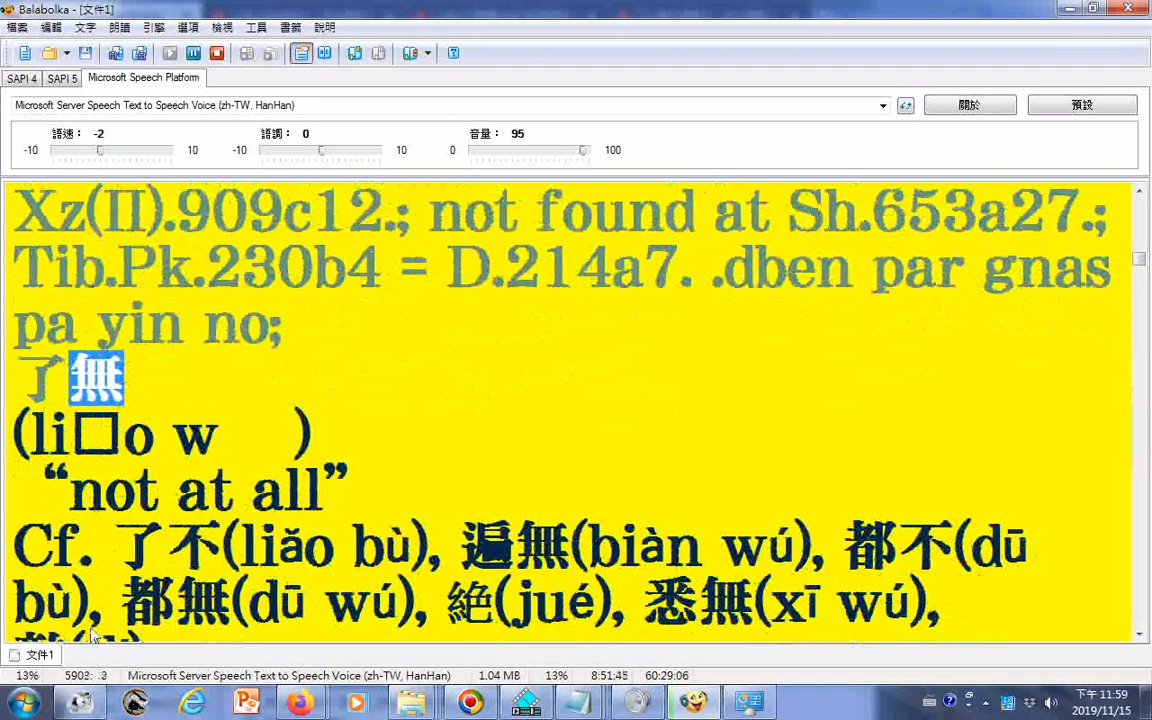 Balabolka - [文件1]
檔案 編輯 文字 朗讀 引擎 選項 檢視 工具 書籤 說明
SAPI 4 SAPI 5 Microsoft Speech Platform
Microsoft Server Speech Text to Speech Voice (zh-TW, HanHan) 關於 預設
語速： -2 語調： 0 音量： 95
-10 10 -10 10 0 100
Xz(II).909c12.; not found at Sh.653a27.;
Tib.Pk.230b4 = D.214a7. .dben par gnas
pa yin no;
了無
(li□o w )
“not at all”
Cf. 了不(liǎo bù), 遍無(biàn wú), 都不(dū
bù), 都無(dū wú), 絕(jué), 悉無(xī wú),
文件1
13% Microsoft Server Speech Text to Speech Voice (zh-TW, HanHan) 1.04 MB 13% 8:51:45 60:29:06
下午 11:59
2019/11/15